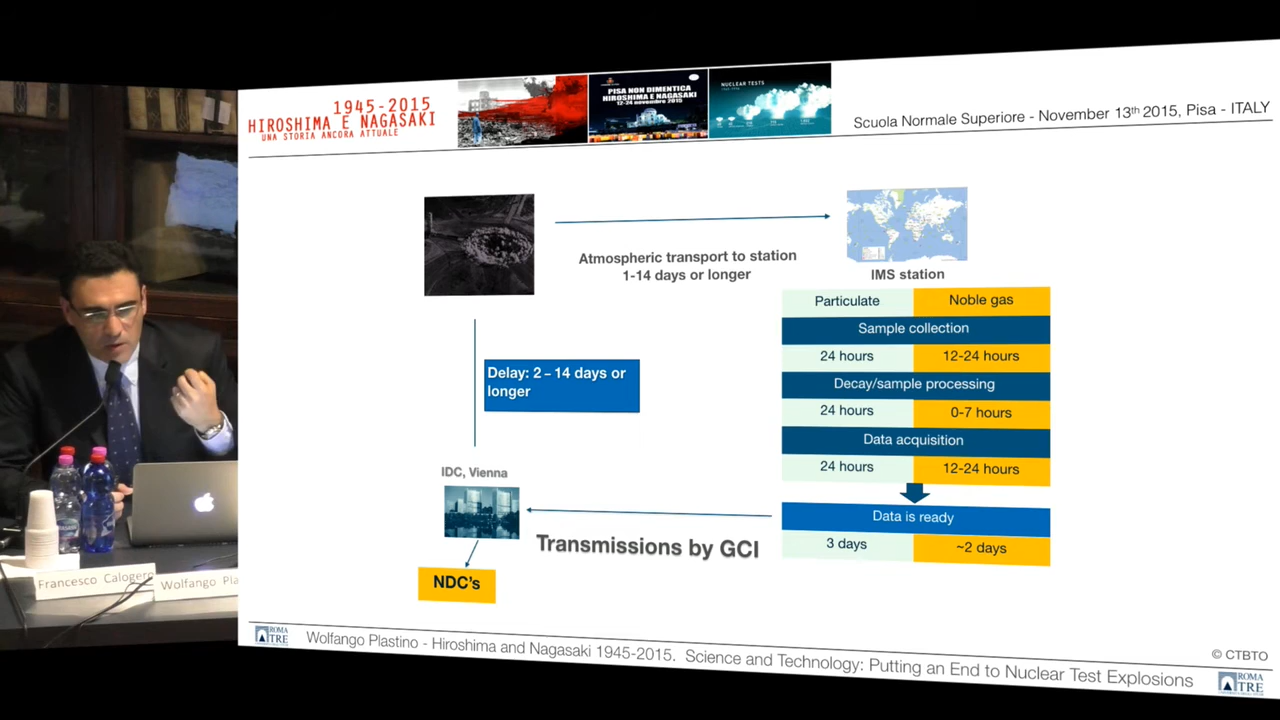 1945-2015
HIROSHIMA E NAGASAKI
UNA STORIA ANCORA ATTUALE
PISA NON DIMENTICA
HIROSHIMA E NAGASAKI
12-24 novembre 2015
NUCLEAR TESTS
Scuola Normale Superiore - November 13th 2015, Pisa - ITALY
Atmospheric transport to station
1-14 days or longer
IMS station
Particulate Noble gas
Sample collection
24 hours 12-24 hours
Decay/sample processing
24 hours 0-7 hours
Data acquisition
24 hours 12-24 hours
Data is ready
3 days ~2 days
Delay: 2 – 14 days or
longer
IDC, Vienna
Transmissions by GCI
NDC's
Francesco Calogero
Wolfango Pla
© CTBTO
ROMA
TRE
Wolfango Plastino - Hiroshima and Nagasaki 1945-2015. Science and Technology: Putting an End to Nuclear Test Explosions
ROMA
TRE